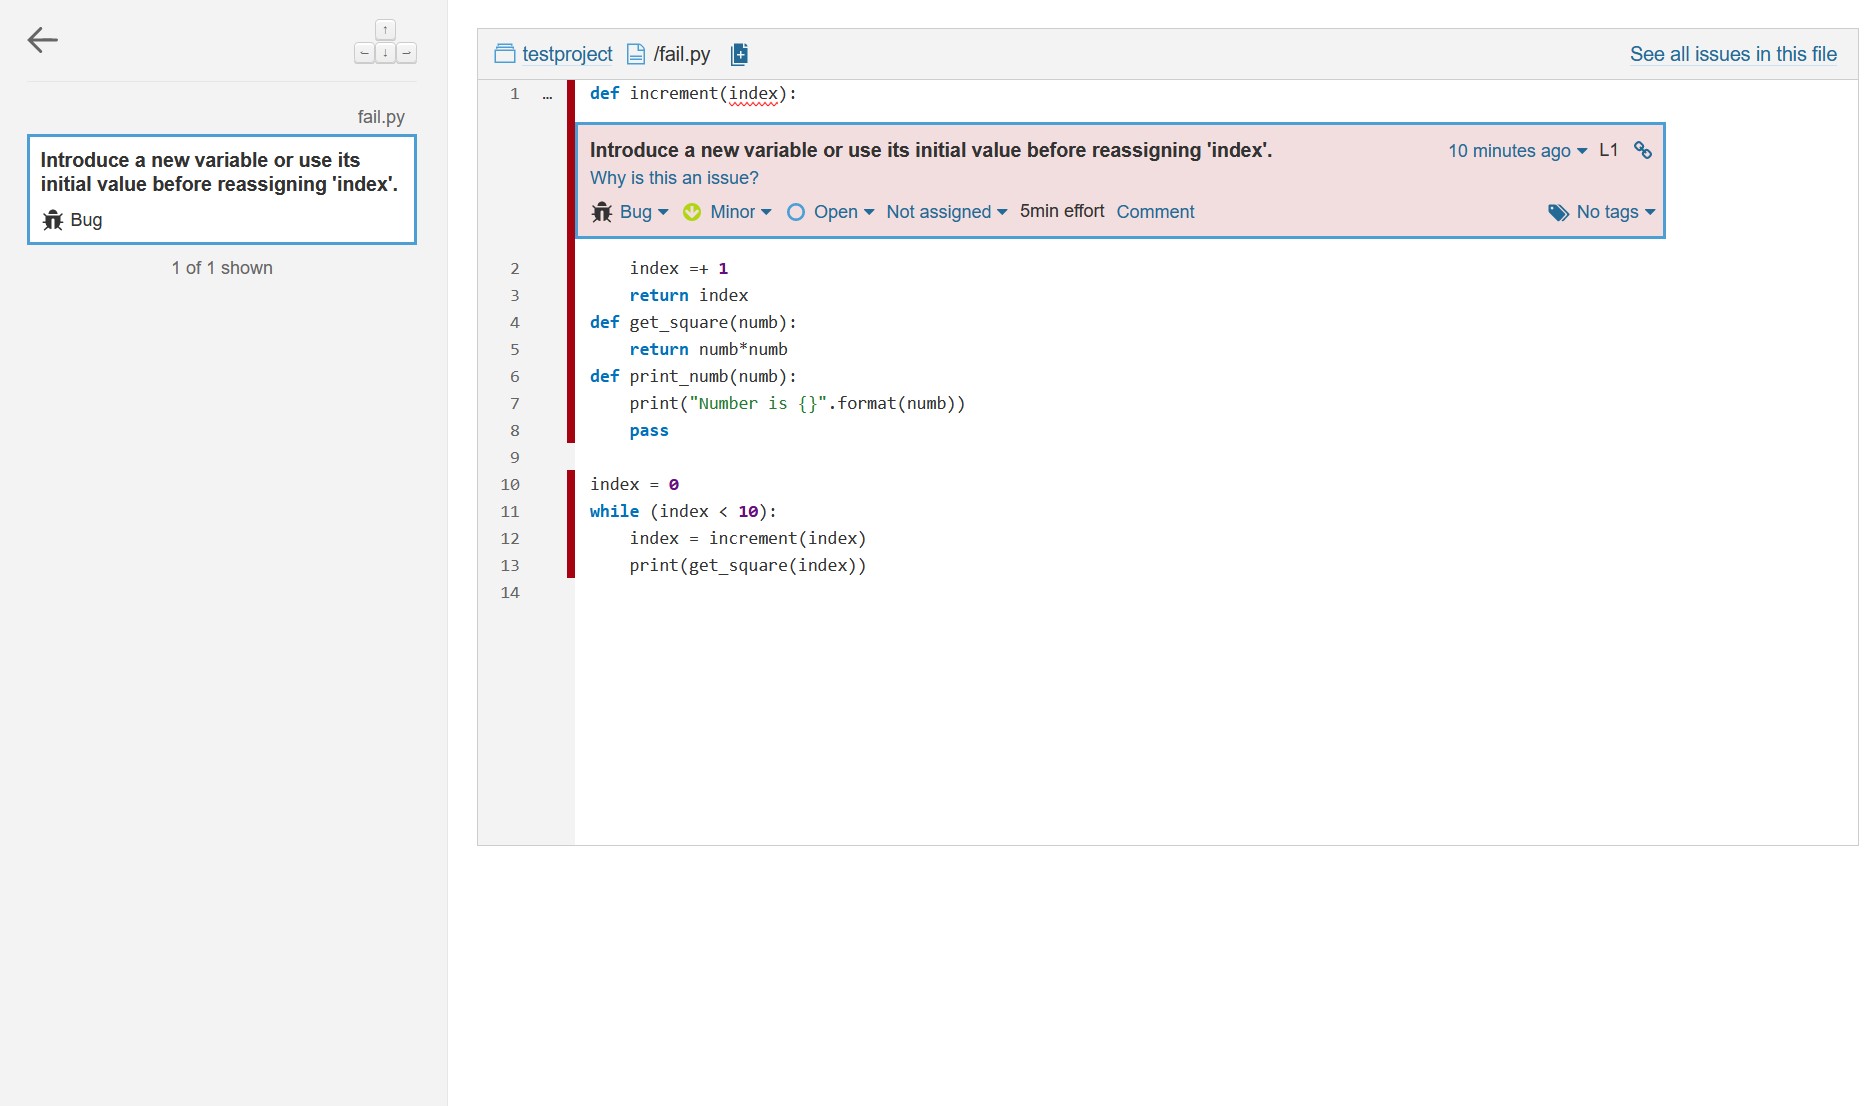 ↑
← ↓ →
fail.py
Introduce a new variable or use its
initial value before reassigning 'index'.
Bug
1 of 1 shown
testproject /fail.py See all issues in this file
1 ... def increment(index):
Introduce a new variable or use its initial value before reassigning 'index'. 10 minutes ago L1
Why is this an issue?
Bug Minor Open Not assigned 5min effort Comment No tags
2     index =+ 1
3     return index
4 def get_square(numb):
5     return numb*numb
6 def print_numb(numb):
7     print("Number is {}".format(numb))
8     pass
9
10 index = 0
11 while (index < 10):
12     index = increment(index)
13     print(get_square(index))
14